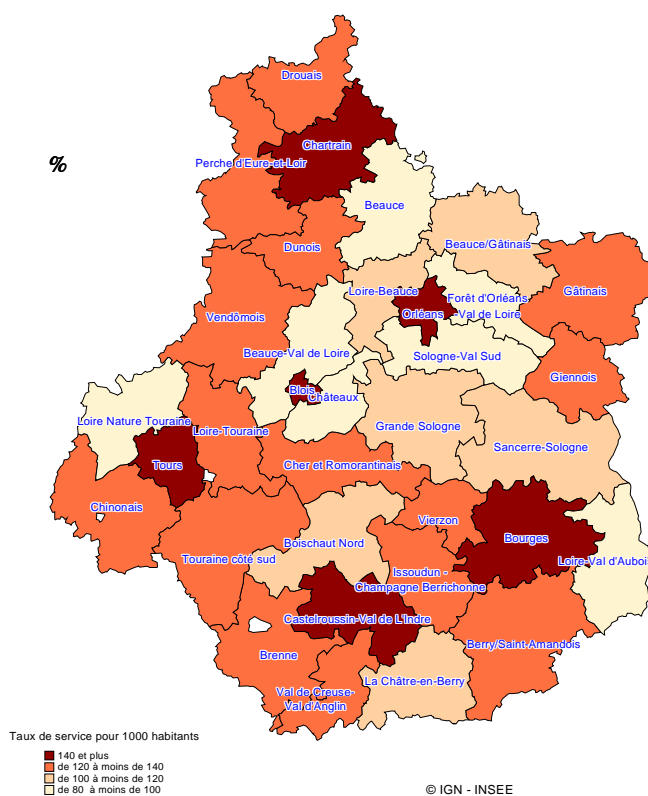 Drouais
Chartrain
%
Perche d'Eure-et-Loir
Beauce
Dunois
Beauce/Gâtinais
Loire-Beauce
Gâtinais
Forêt d'Orléans
-Val de Loire
Orléans
Vendômois
Beauce-Val de Loire
Sologne-Val Sud
Giennois
Blois
Châteaux
Loire Nature Touraine
Loire-Touraine
Grande Sologne
Sancerre-Sologne
Tours
Cher et Romorantinais
Chinonais
Vierzon
Bourges
Boischaut Nord
Touraine côté sud
Loire-Val d'Aubois
Issoudun -
Champagne Berrichonne
Castelroussin-Val de L'Indre
Berry/Saint-Amandois
Brenne
La Châtre-en-Berry
Val de Creuse-
Val d'Anglin
Taux de service pour 1000 habitants
140 et plus
de 120 à moins de 140
de 100 à moins de 120
de 80 à moins de 100
© IGN - INSEE